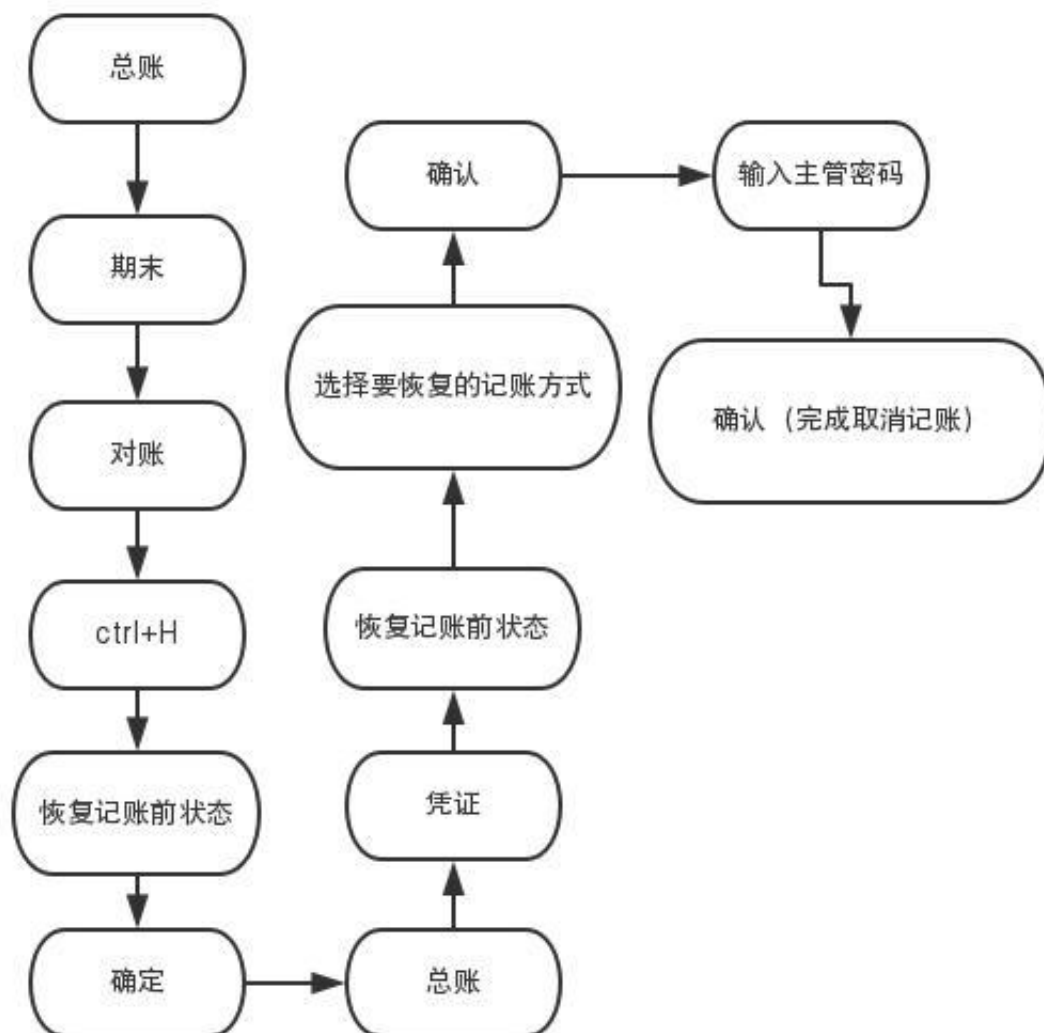 总账
期末
对账
ctrl+H
恢复记账前状态
确定
总账
凭证
恢复记账前状态
选择要恢复的记账方式
确认
输入主管密码
确认（完成取消记账）